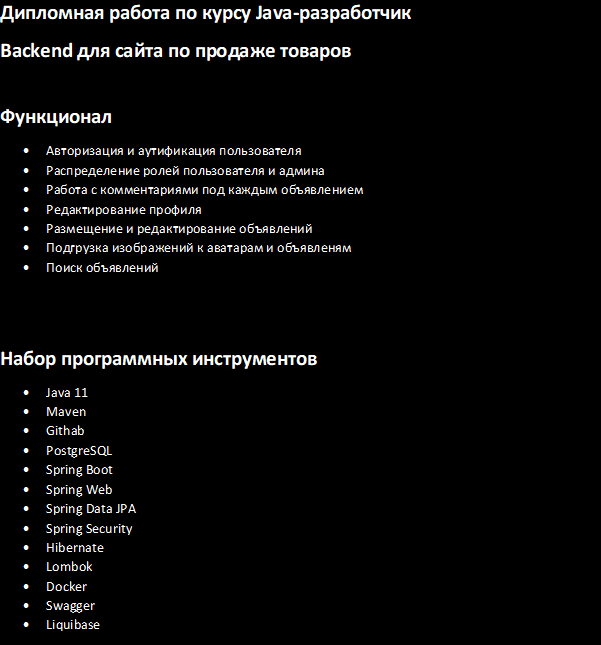 Дипломная работа по курсу Java-разработчик
Backend для сайта по продаже товаров
Функционал
• Авторизация и аутификация пользователя
• Распределение ролей пользователя и админа
• Работа с комментариями под каждым объявлением
• Редактирование профиля
• Размещение и редактирование объявлений
• Подгрузка изображений к аватарам и объявленям
• Поиск объявлений
Набор программных инструментов
• Java 11
• Maven
• Githab
• PostgreSQL
• Spring Boot
• Spring Web
• Spring Data JPA
• Spring Security
• Hibernate
• Lombok
• Docker
• Swagger
• Liquibase